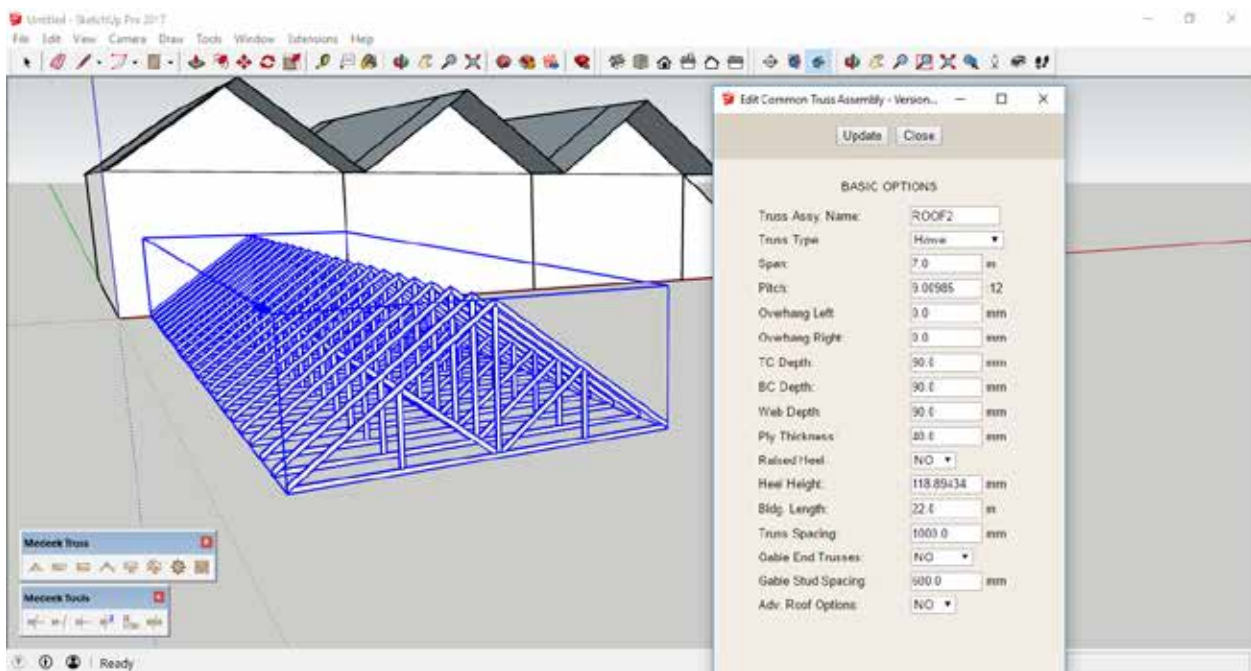 Untitled - SketchUp Pro 2017
File Edit View Camera Draw Tools Window Extensions Help
Edit Common Truss Assembly - Version...
Update Close
BASIC OPTIONS
Truss Assy. Name: ROOF2
Truss Type Howe
Span: 7.0 m
Pitch: 9.00985 :12
Overhang Left 0.0 mm
Overhang Right: 0.0 mm
TC Depth: 90.0 mm
BC Depth: 90.0 mm
Web Depth 90.0 mm
Ply Thickness mm
Raised Heel NO
Heel Height: 118.89434 mm
Bldg. Length: 22.0 m
Truss Spacing 1000.0 mm
Gable End Trusses: NO
Gable Stud Spacing 600.0 mm
Adv. Roof Options: NO
Medeek Truss
Medeek Tools
Ready